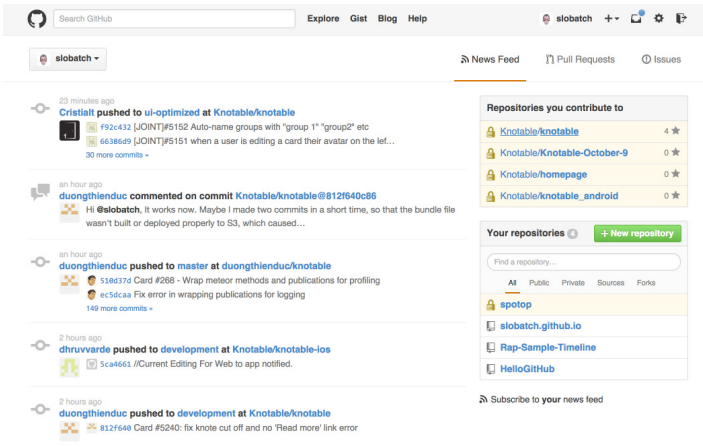 Search GitHub
Explore Gist Blog Help
slobatch
slobatch
News Feed
Pull Requests
Issues
23 minutes ago
Cristialt pushed to ui-optimized at Knotable/knotable
f92c432 [JOINT]#5152 Auto-name groups with "group 1" "group2" etc
66386d9 [JOINT]#5151 when a user is editing a card their avatar on the lef…
30 more commits »
an hour ago
duongthienduc commented on commit Knotable/knotable@812f640c86
Hi @slobatch, It works now. Maybe I made two commits in a short time, so that the bundle file
wasn't built or deployed properly to S3, which caused…
an hour ago
duongthienduc pushed to master at duongthienduc/knotable
510d37d Card #268 - Wrap meteor methods and publications for profiling
ec5dcaa Fix error in wrapping publications for logging
149 more commits »
2 hours ago
dhruvvarde pushed to development at Knotable/knotable-ios
5ca4661 //Current Editing For Web to app notified.
2 hours ago
duongthienduc pushed to development at Knotable/knotable
812f640 Card #5240: fix knote cut off and no 'Read more' link error
Repositories you contribute to
Knotable/knotable 4
Knotable/Knotable-October-9 0
Knotable/homepage 0
Knotable/knotable_android 0
Your repositories 4
+ New repository
Find a repository…
All Public Private Sources Forks
spotop
slobatch.github.io
Rap-Sample-Timeline
HelloGitHub
Subscribe to your news feed